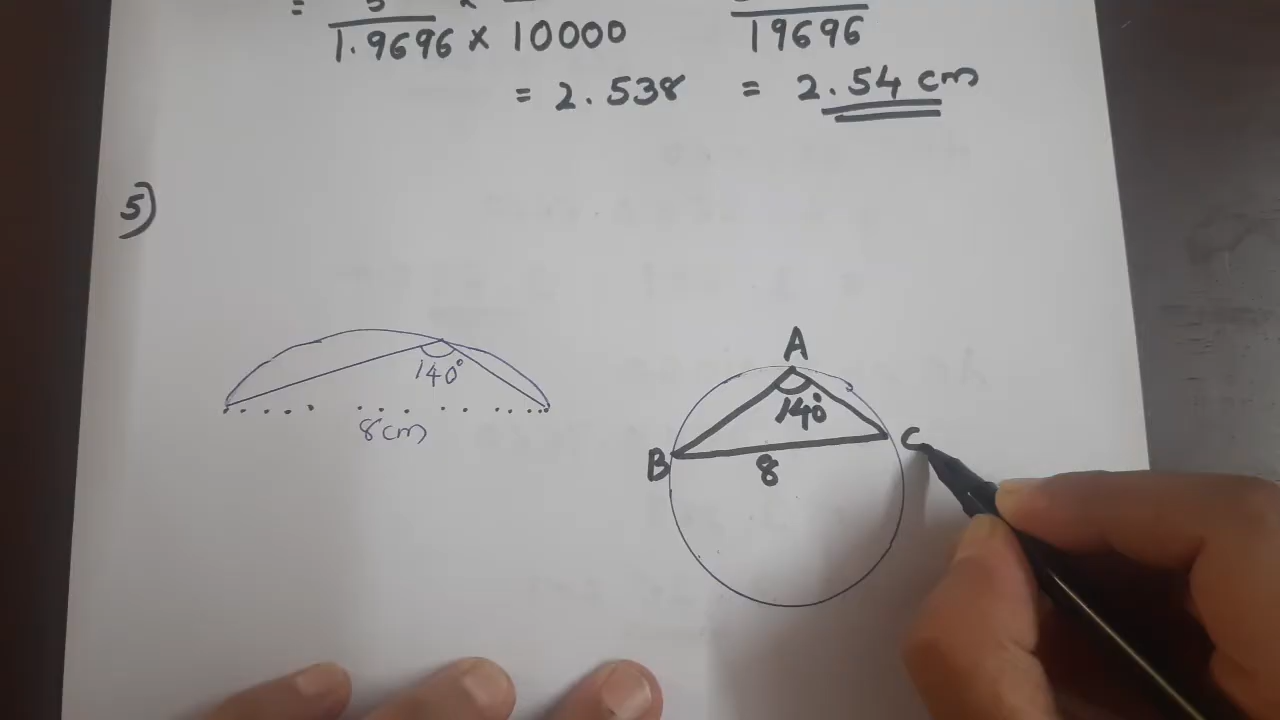 =
1.9696 × 10000 19696
= 2.538 = 2.54 cm
5)
140°
8cm
A
140°
B
C
8